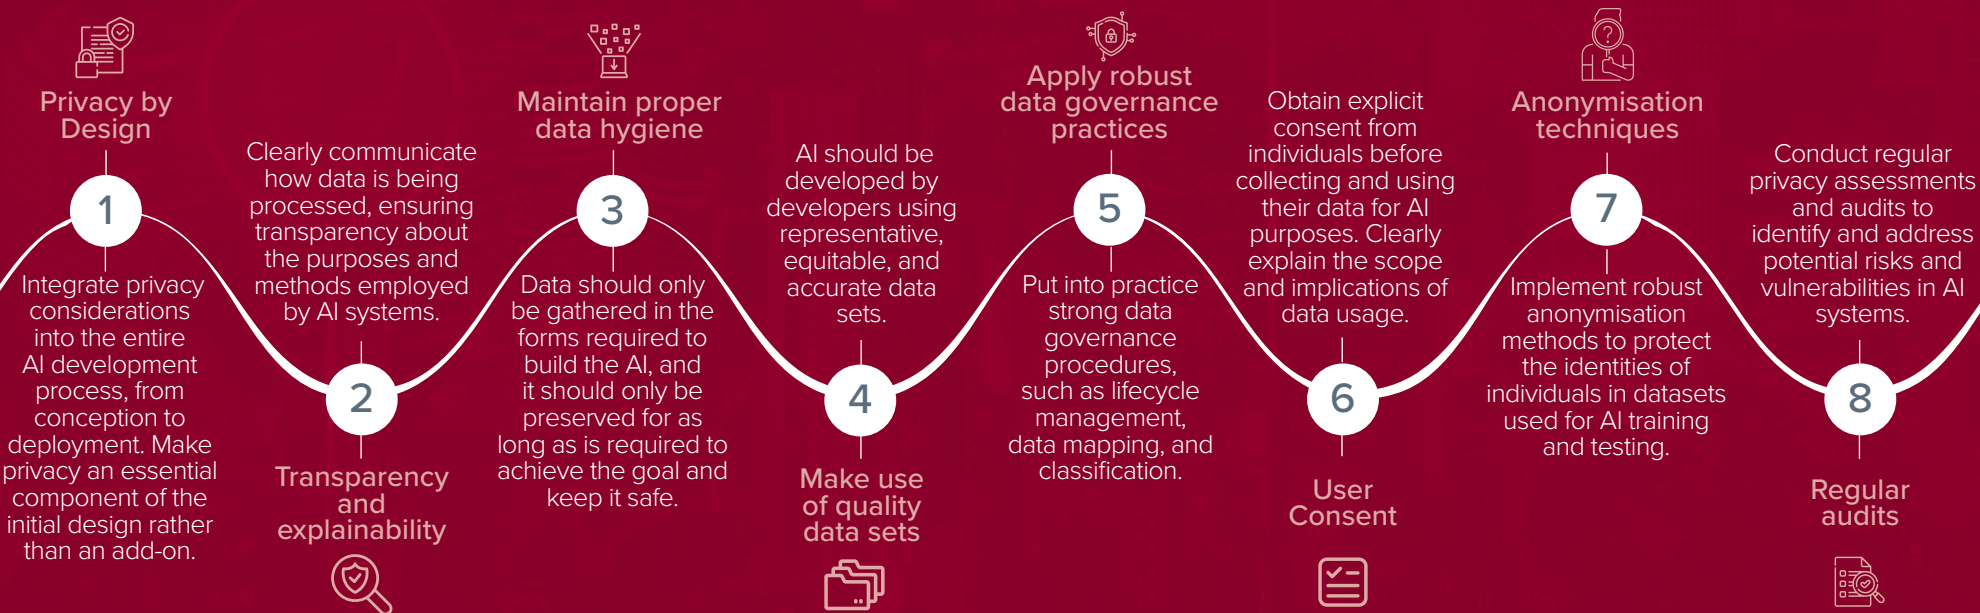 Privacy by
Design
1
Integrate privacy
considerations
into the entire
AI development
process, from
conception to
deployment. Make
privacy an essential
component of the
initial design rather
than an add-on.
Clearly communicate
how data is being
processed, ensuring
transparency about
the purposes and
methods employed
by AI systems.
2
Transparency
and
explainability
Maintain proper
data hygiene
3
Data should only
be gathered in the
forms required to
build the AI, and
it should only be
preserved for as
long as is required to
achieve the goal and
keep it safe.
AI should be
developed by
developers using
representative,
equitable, and
accurate data
sets.
4
Make use
of quality
data sets
Apply robust
data governance
practices
5
Put into practice
strong data
governance
procedures,
such as lifecycle
management,
data mapping, and
classification.
Obtain explicit
consent from
individuals before
collecting and using
their data for AI
purposes. Clearly
explain the scope
and implications of
data usage.
6
User
Consent
?
Anonymisation
techniques
7
Implement robust
anonymisation
methods to protect
the identities of
individuals in datasets
used for AI training
and testing.
Conduct regular
privacy assessments
and audits to
identify and address
potential risks and
vulnerabilities in AI
systems.
8
Regular
audits